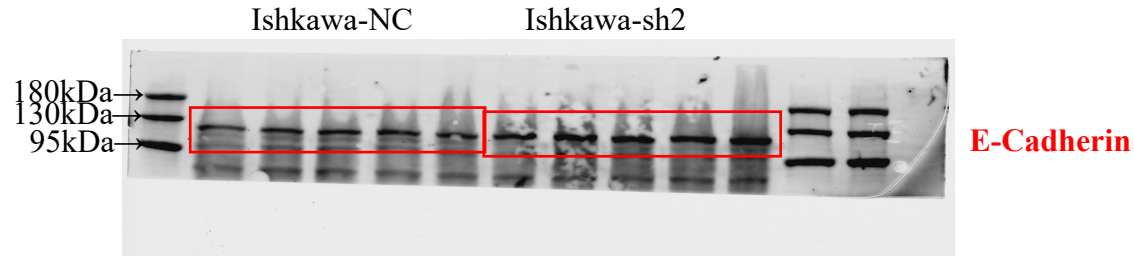 Ishkawa-NC Ishkawa-sh2
180kDa→
130kDa→
95kDa→
E-Cadherin